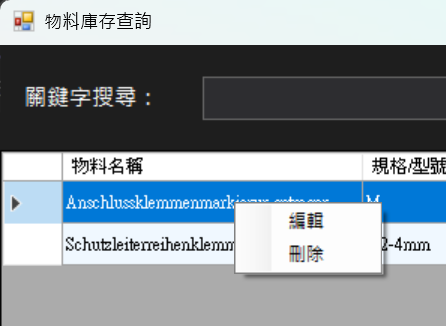 物料庫存查詢
關鍵字搜尋：
物料名稱 規格/型號
Anschlussklemmenmarkierung M
編輯
Schutzleiterreihenklemm 2-4mm
刪除